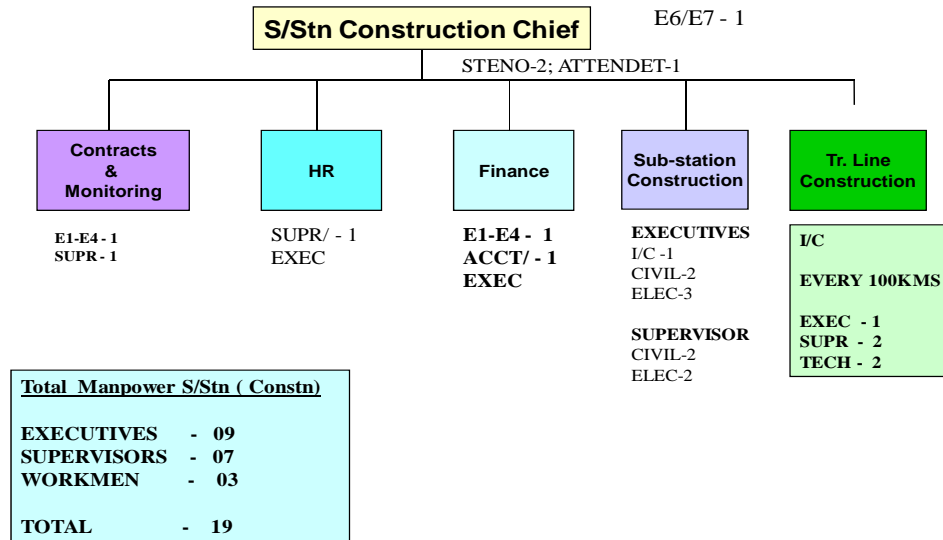 S/Stn Construction Chief
E6/E7 - 1
STENO-2; ATTENDET-1
Contracts
&
Monitoring
E1-E4 - 1
SUPR - 1
HR
SUPR/ - 1
EXEC
Finance
E1-E4 - 1
ACCT/ - 1
EXEC
Sub-station
Construction
EXECUTIVES
I/C -1
CIVIL-2
ELEC-3
SUPERVISOR
CIVIL-2
ELEC-2
Tr. Line
Construction
I/C
EVERY 100KMS
EXEC - 1
SUPR - 2
TECH - 2
Total Manpower S/Stn ( Constn)
EXECUTIVES - 09
SUPERVISORS - 07
WORKMEN - 03
TOTAL - 19